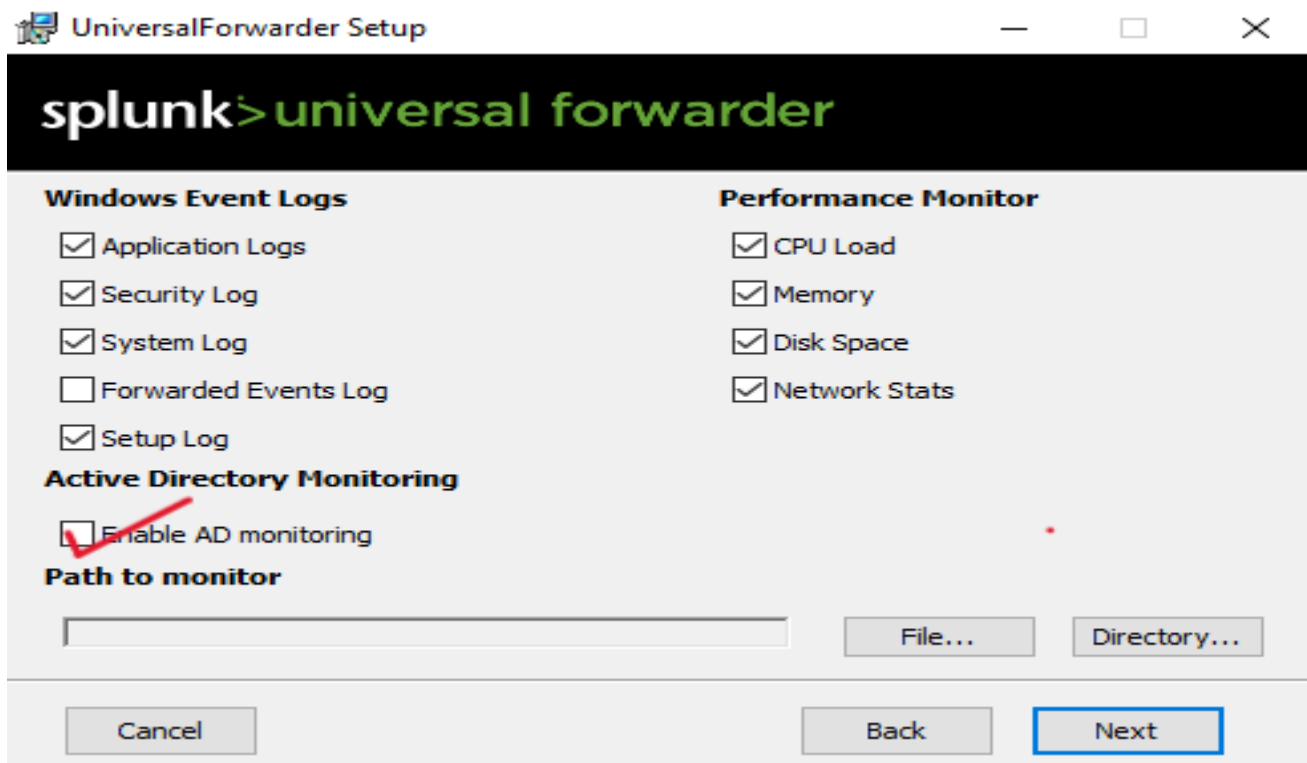 UniversalForwarder Setup
splunk>universal forwarder
Windows Event Logs
Application Logs
Security Log
System Log
Forwarded Events Log
Setup Log
Active Directory Monitoring
Enable AD monitoring
Performance Monitor
CPU Load
Memory
Disk Space
Network Stats
Path to monitor
File...
Directory...
Cancel
Back
Next